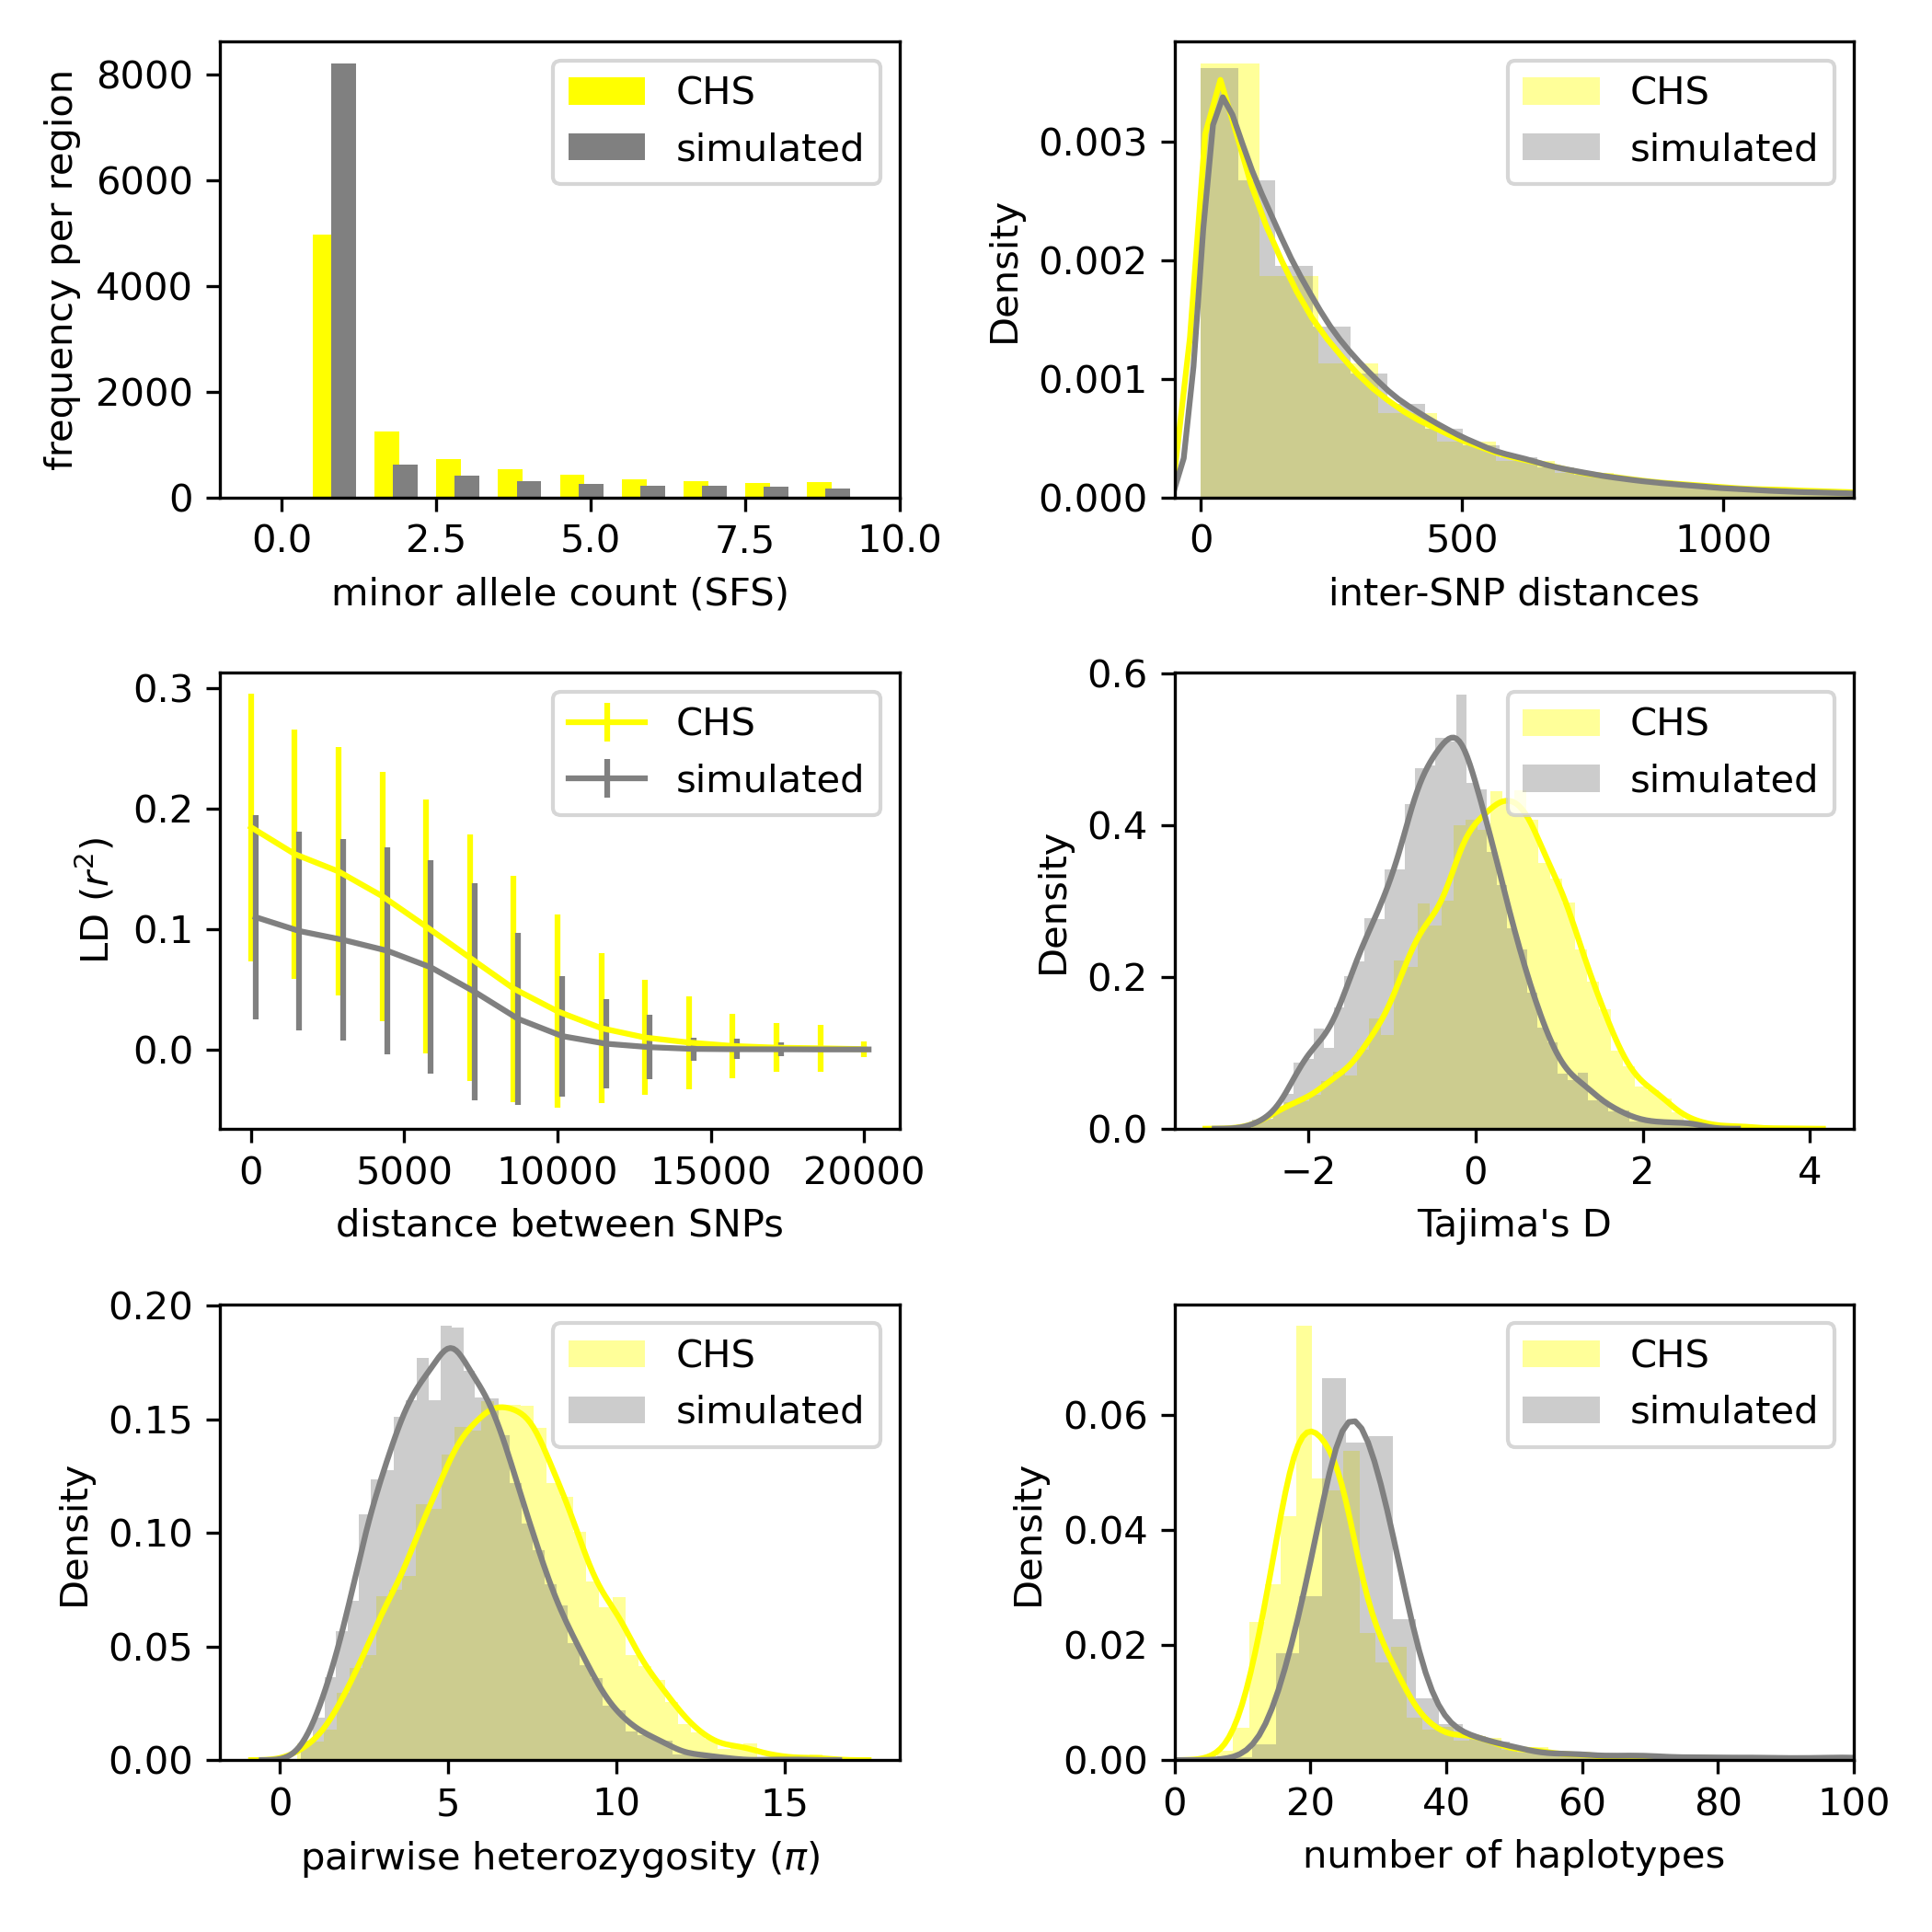 frequency per region
8000
6000
4000
2000
0
0.0 2.5 5.0 7.5 10.0
minor allele count (SFS)
CHS
simulated
Density
0.003
0.002
0.001
0.000
0 500 1000
inter-SNP distances
CHS
simulated
LD (r²)
0.3
0.2
0.1
0.0
0 5000 10000 15000 20000
distance between SNPs
CHS
simulated
Density
0.6
0.4
0.2
0.0
−2 0 2 4
Tajima's D
CHS
simulated
Density
0.20
0.15
0.10
0.05
0.00
0 5 10 15
pairwise heterozygosity (π)
CHS
simulated
Density
0.06
0.04
0.02
0.00
0 20 40 60 80 100
number of haplotypes
CHS
simulated